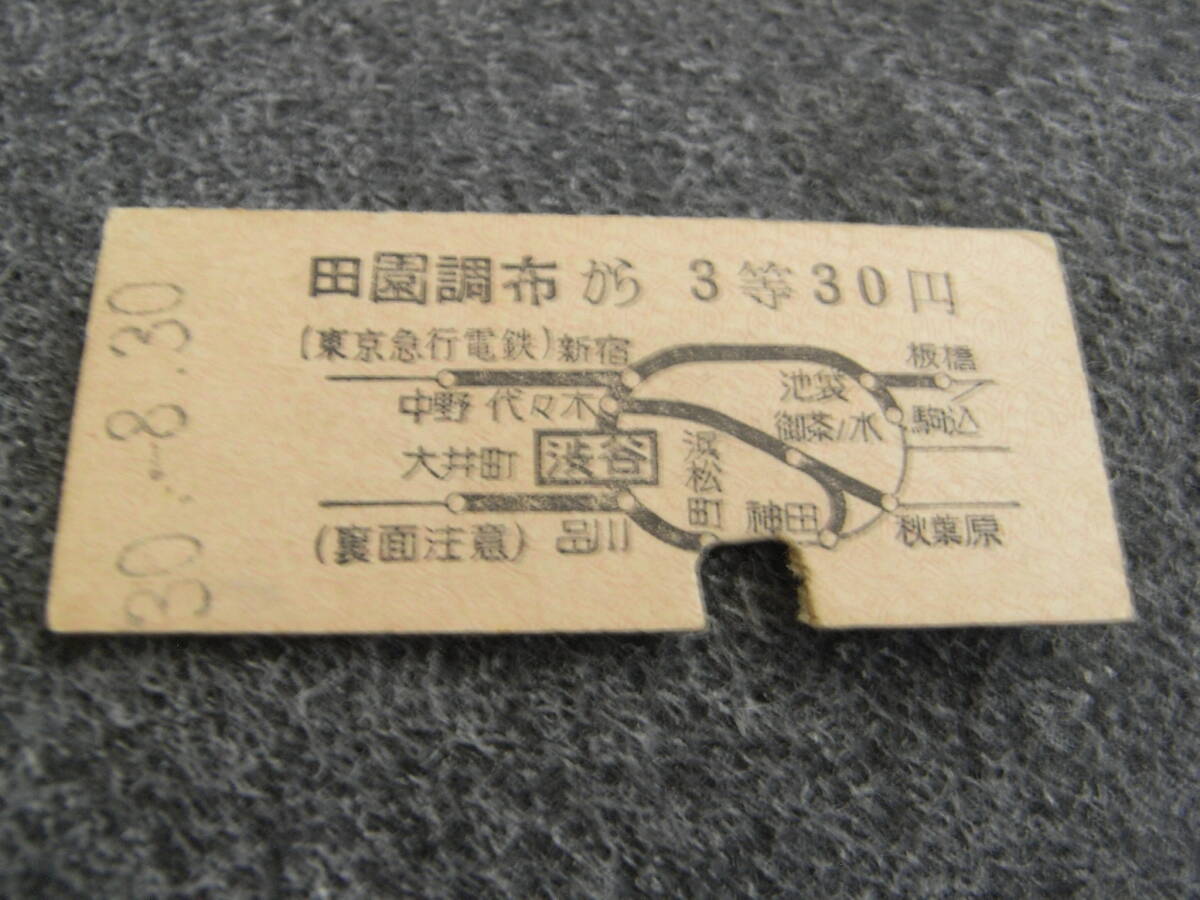 田園調布から 3等30円
(東京急行電鉄)新宿
板橋
中野 代々木
池袋
駒込
御茶ノ水
大井町 渋谷
浜松町
神田
秋葉原
(裏面注意) 品川
30.-8.30